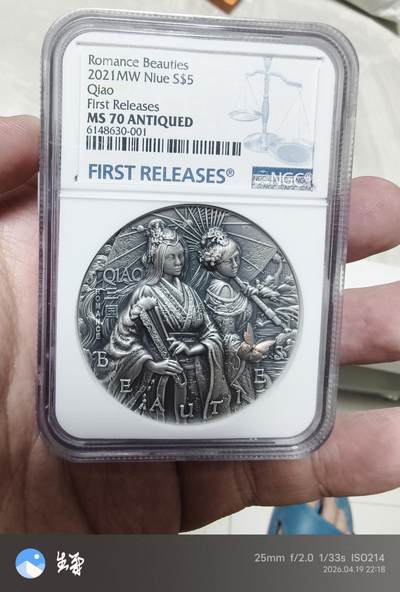 Romance Beauties
2021MW Niue S$5
Qiao
First Releases
MS 70 ANTIQUED
6148630-001
FIRST RELEASES®
NGC
QIAO
ROMANCE
BEAUTIES
25mm f/2.0 1/33s ISO214
2026.04.19 22:18